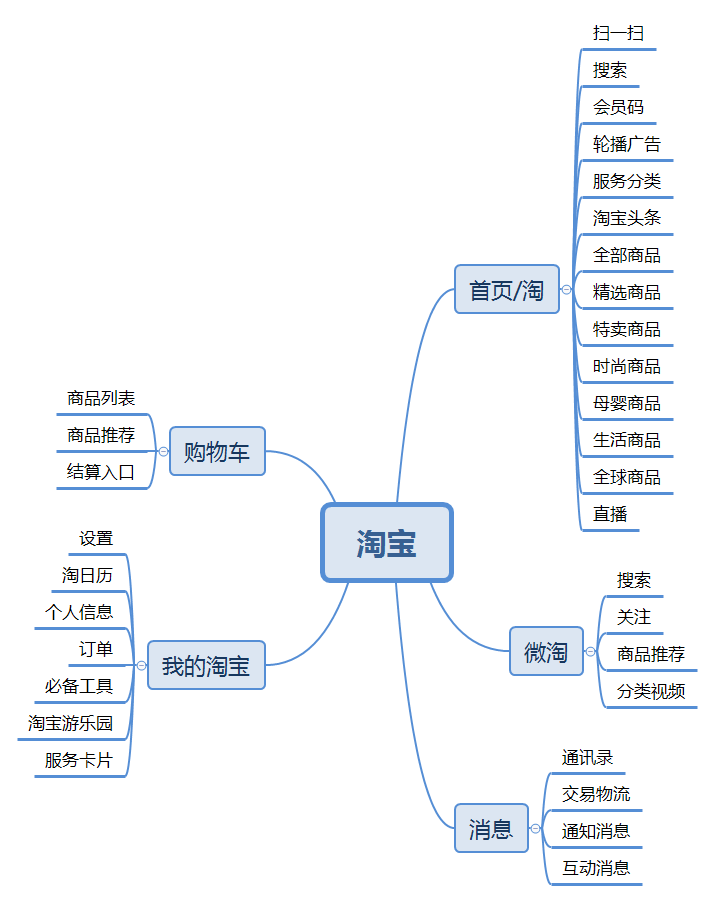 淘宝
首页/淘
扫一扫
搜索
会员码
轮播广告
服务分类
淘宝头条
全部商品
精选商品
特卖商品
时尚商品
母婴商品
生活商品
全球商品
直播
微淘
搜索
关注
商品推荐
分类视频
消息
通讯录
交易物流
通知消息
互动消息
购物车
商品列表
商品推荐
结算入口
我的淘宝
设置
淘日历
个人信息
订单
必备工具
淘宝游乐园
服务卡片